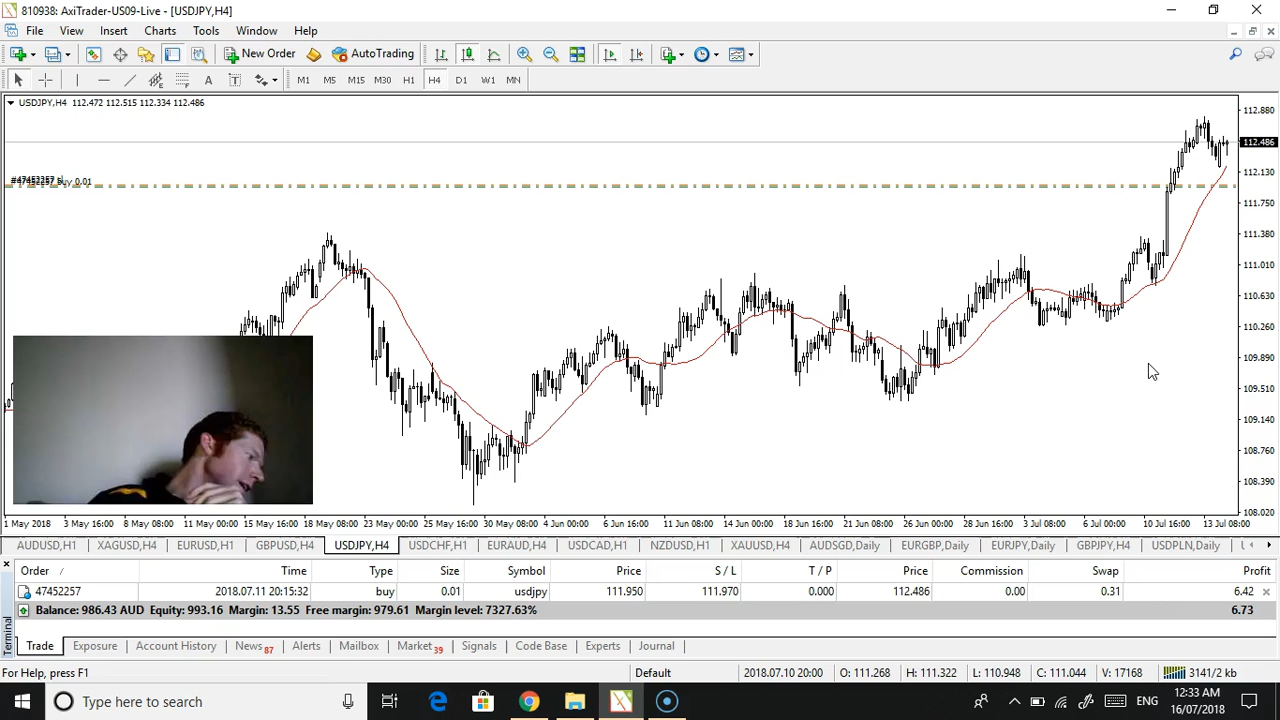 810938: AxiTrader-US09-Live - [USDJPY,H4]
File View Insert Charts Tools Window Help
New Order AutoTrading
A T M1 M5 M15 M30 H1 H4 D1 W1 MN
USDJPY,H4 112.472 112.515 112.334 112.486
112.880
112.486
112.130
#47452257 buy 0.01
111.750
111.380
111.010
110.630
110.260
109.890
109.510
109.140
108.760
108.390
108.020
1 May 2018 3 May 16:00 8 May 08:00 11 May 00:00 15 May 16:00 18 May 08:00 23 May 00:00 25 May 16:00 30 May 08:00 4 Jun 00:00 6 Jun 16:00 11 Jun 08:00 14 Jun 00:00 18 Jun 16:00 21 Jun 08:00 26 Jun 00:00 28 Jun 16:00 3 Jul 08:00 6 Jul 00:00 10 Jul 16:00 13 Jul 08:00
AUDUSD,H1 XAGUSD,H4 EURUSD,H1 GBPUSD,H4 USDJPY,H4 USDCHF,H1 EURAUD,H4 USDCAD,H1 NZDUSD,H1 XAUUSD,H4 AUDSGD,Daily EURGBP,Daily EURJPY,Daily GBPJPY,H4 USDPLN,Daily
Order / Time Type Size Symbol Price S / L T / P Price Commission Swap Profit
47452257 2018.07.11 20:15:32 buy 0.01 usdjpy 111.950 111.970 0.000 112.486 0.00 0.31 6.42
Balance: 986.43 AUD Equity: 993.16 Margin: 13.55 Free margin: 979.61 Margin level: 7327.63% 6.73
Terminal
Trade Exposure Account History News 87 Alerts Mailbox Market 39 Signals Code Base Experts Journal
For Help, press F1 Default 2018.07.10 20:00 O: 111.268 H: 111.322 L: 110.948 C: 111.044 V: 17168 3141/2 kb
Type here to search ENG 12:33 AM
16/07/2018